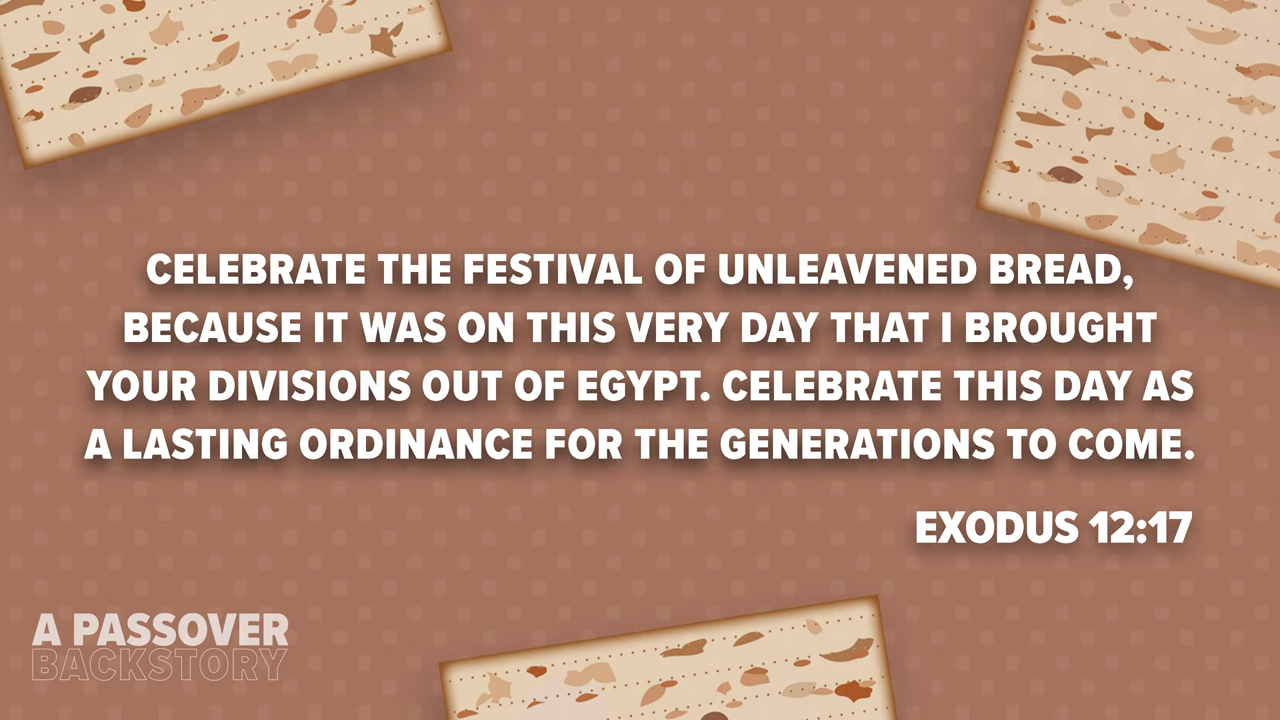 CELEBRATE THE FESTIVAL OF UNLEAVENED BREAD,
BECAUSE IT WAS ON THIS VERY DAY THAT I BROUGHT
YOUR DIVISIONS OUT OF EGYPT. CELEBRATE THIS DAY AS
A LASTING ORDINANCE FOR THE GENERATIONS TO COME.
EXODUS 12:17
A PASSOVER
BACKSTORY